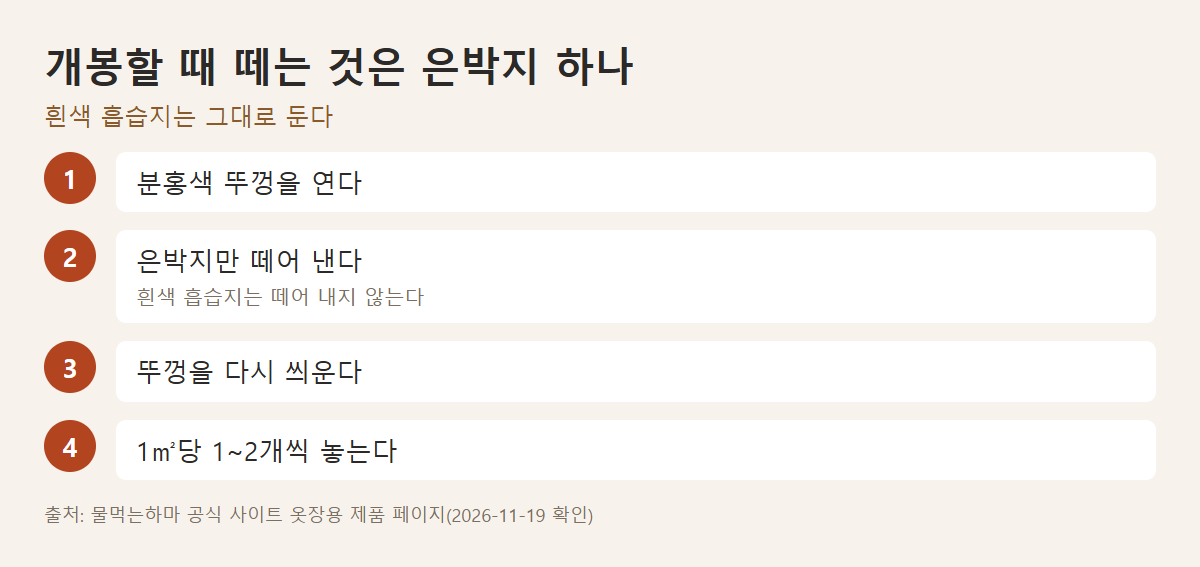 개봉할 때 떼는 것은 은박지 하나
흰색 흡습지는 그대로 둔다
1
분홍색 뚜껑을 연다
2
은박지만 떼어 낸다
흰색 흡습지는 떼어 내지 않는다
3
뚜껑을 다시 씌운다
4
1㎡당 1~2개씩 놓는다
출처: 물먹는하마 공식 사이트 옷장용 제품 페이지(2026-11-19 확인)